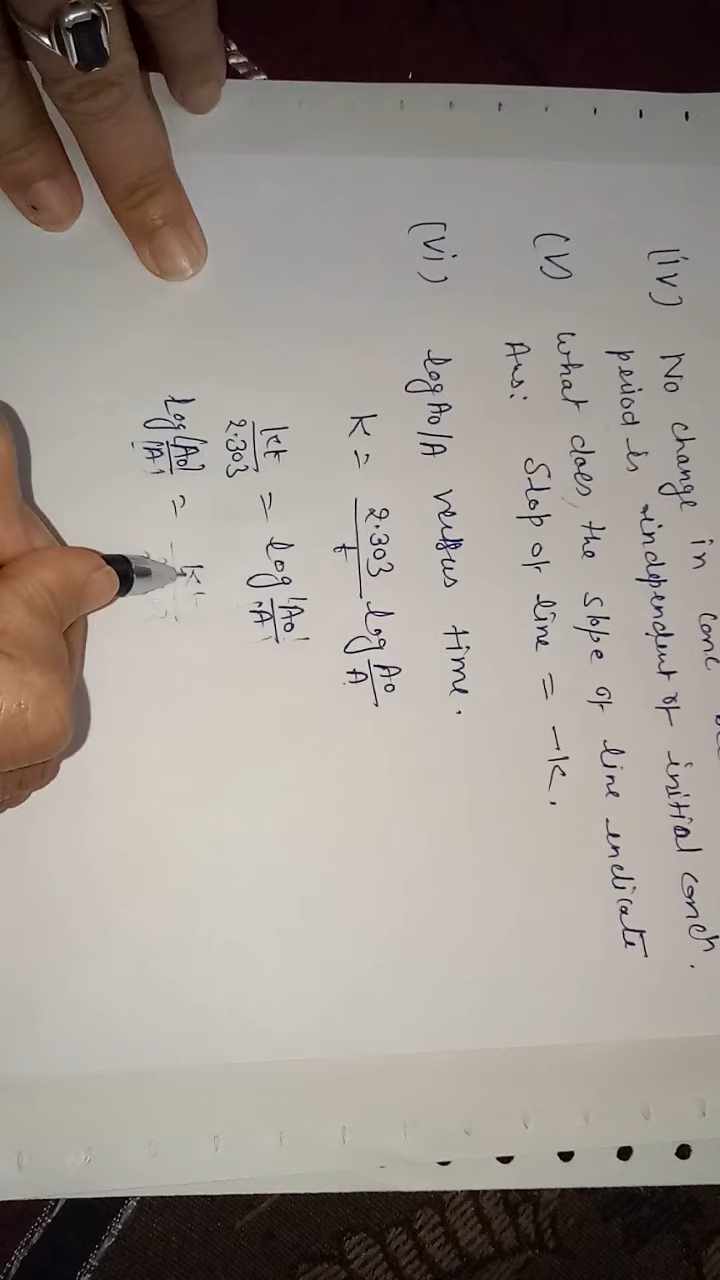 (iv) No change in conc
period is independent of initial conch.
(v) What does, the slope of line indicate
Ans: Slop of line = -k.
(vi) log A0/A versus time.
k = 2.303/t log A0/A
kt/2.303 = log [A0]/[A]
log [A0]/[A] = - kt